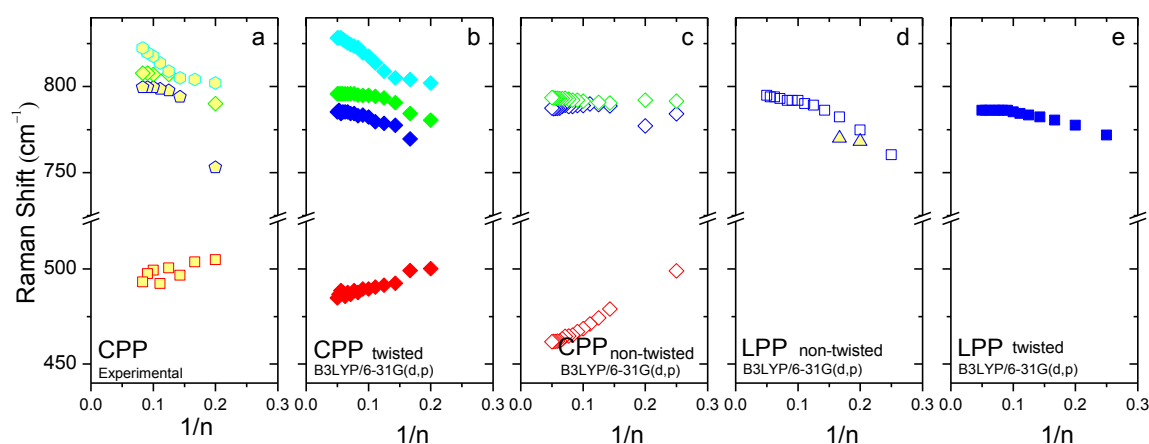 a
b
c
d
e
Raman Shift (cm⁻¹)
800
750
500
450
CPP
Experimental
CPP twisted
B3LYP/6-31G(d,p)
CPP non-twisted
B3LYP/6-31G(d,p)
LPP non-twisted
B3LYP/6-31G(d,p)
LPP twisted
B3LYP/6-31G(d,p)
0.0 0.1 0.2 0.3
0.0 0.1 0.2 0.3
0.0 0.1 0.2 0.3
0.0 0.1 0.2 0.3
0.0 0.1 0.2 0.3
1/n
1/n
1/n
1/n
1/n